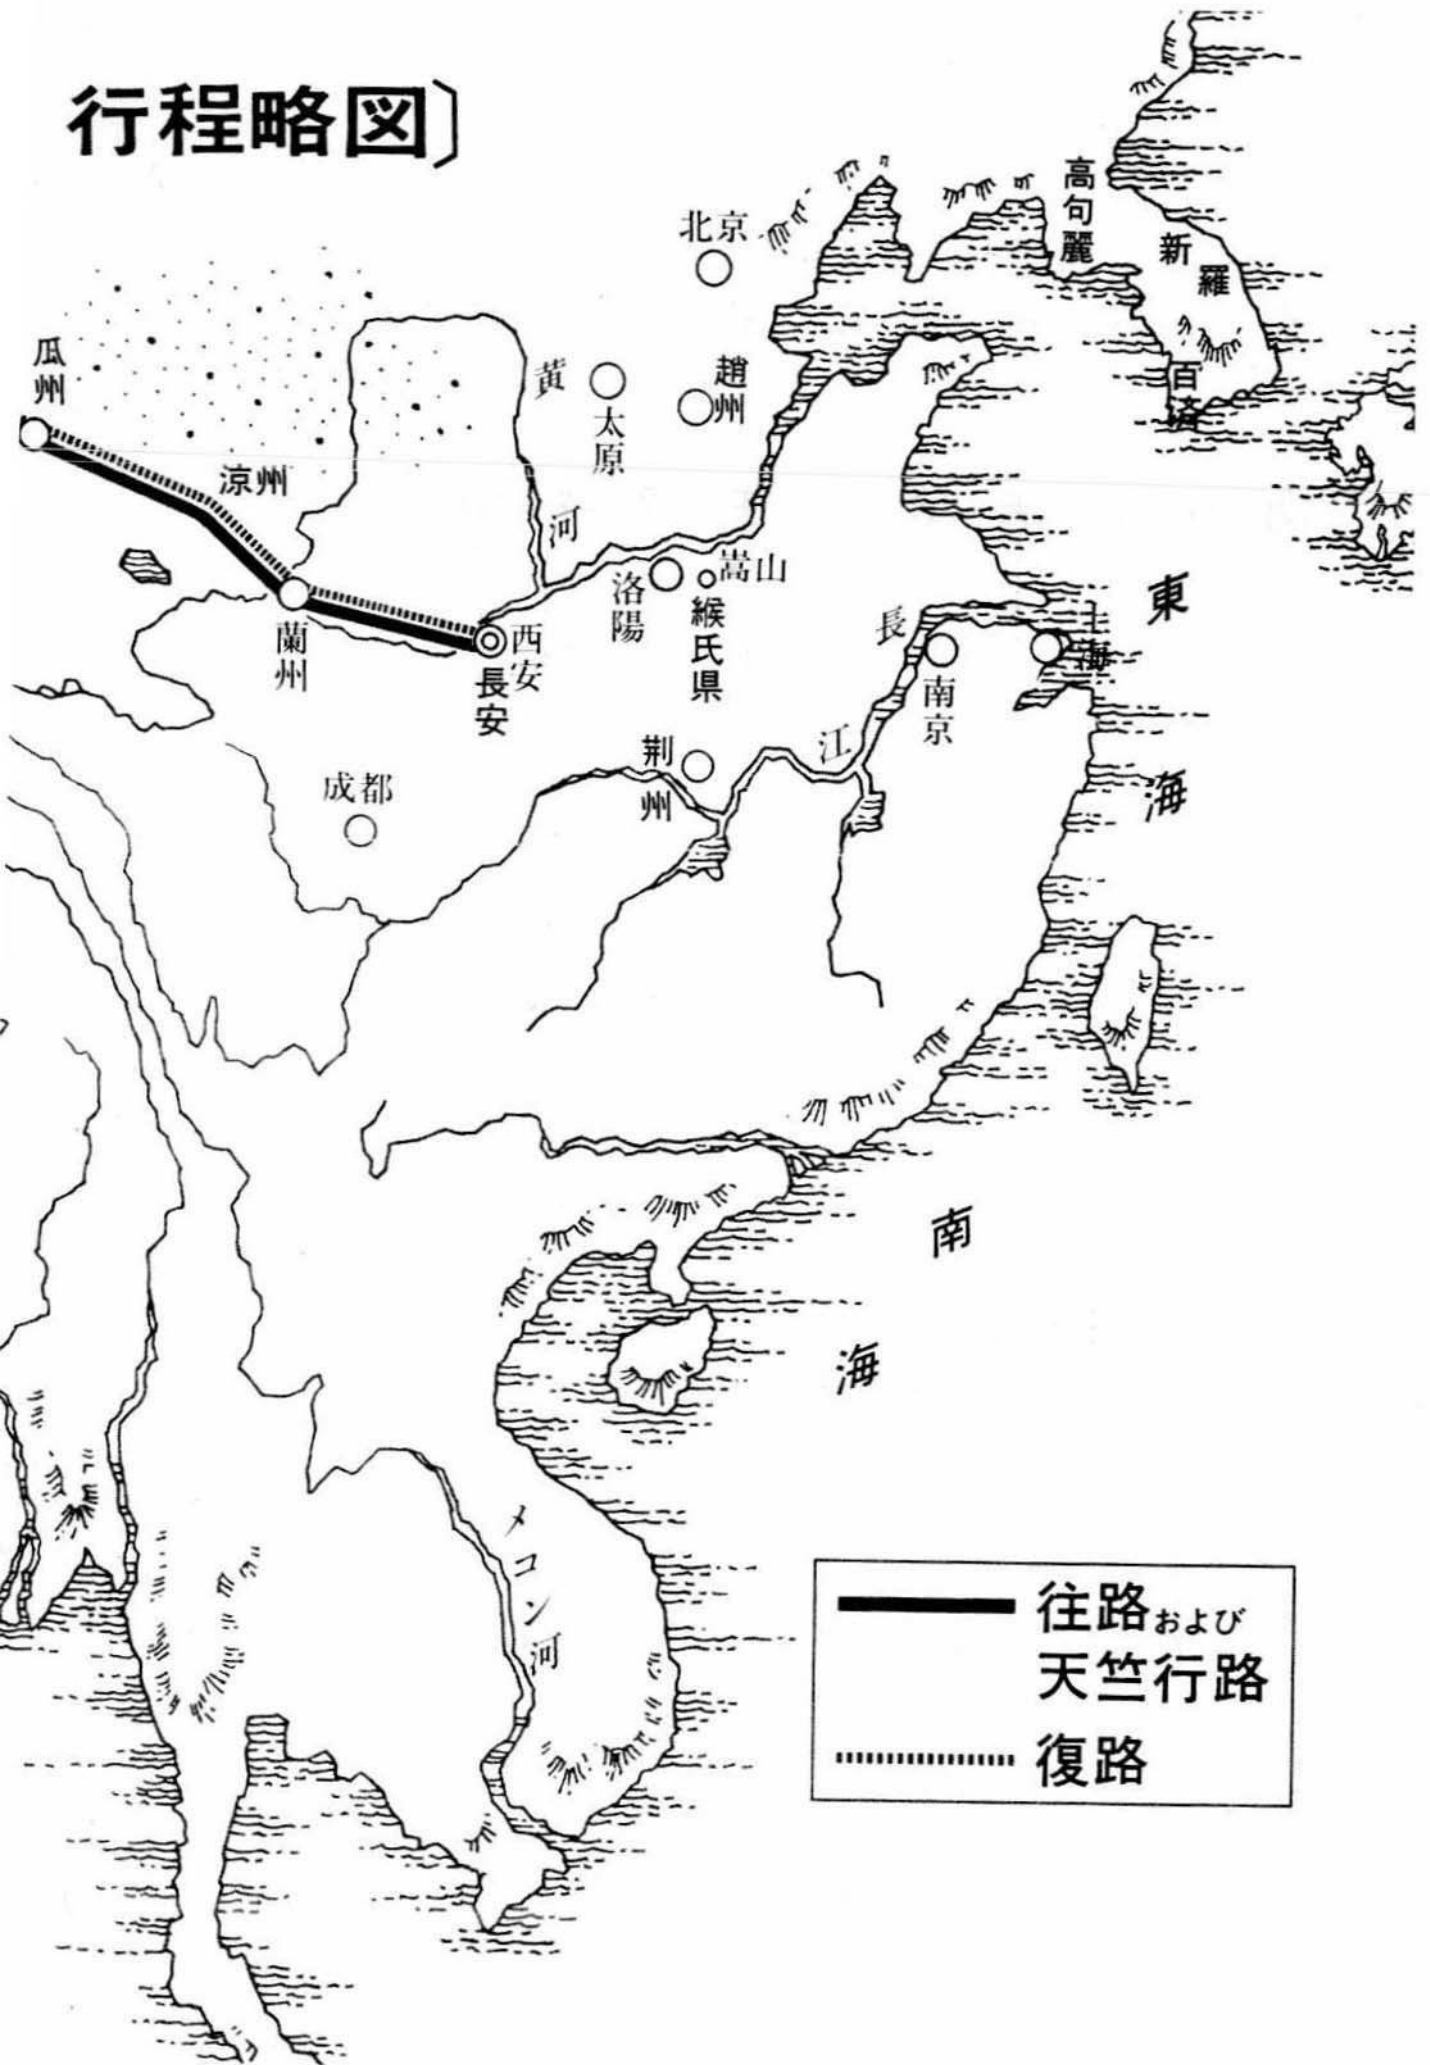 行程略図〕
高句麗
新羅
百済
北京
瓜州
黄河
太原
趙州
涼州
蘭州
西安
長安
洛陽
嵩山
緱氏県
長江
南京
海
東海
荆州
成都
南海
メコン河
往路および
天竺行路
復路